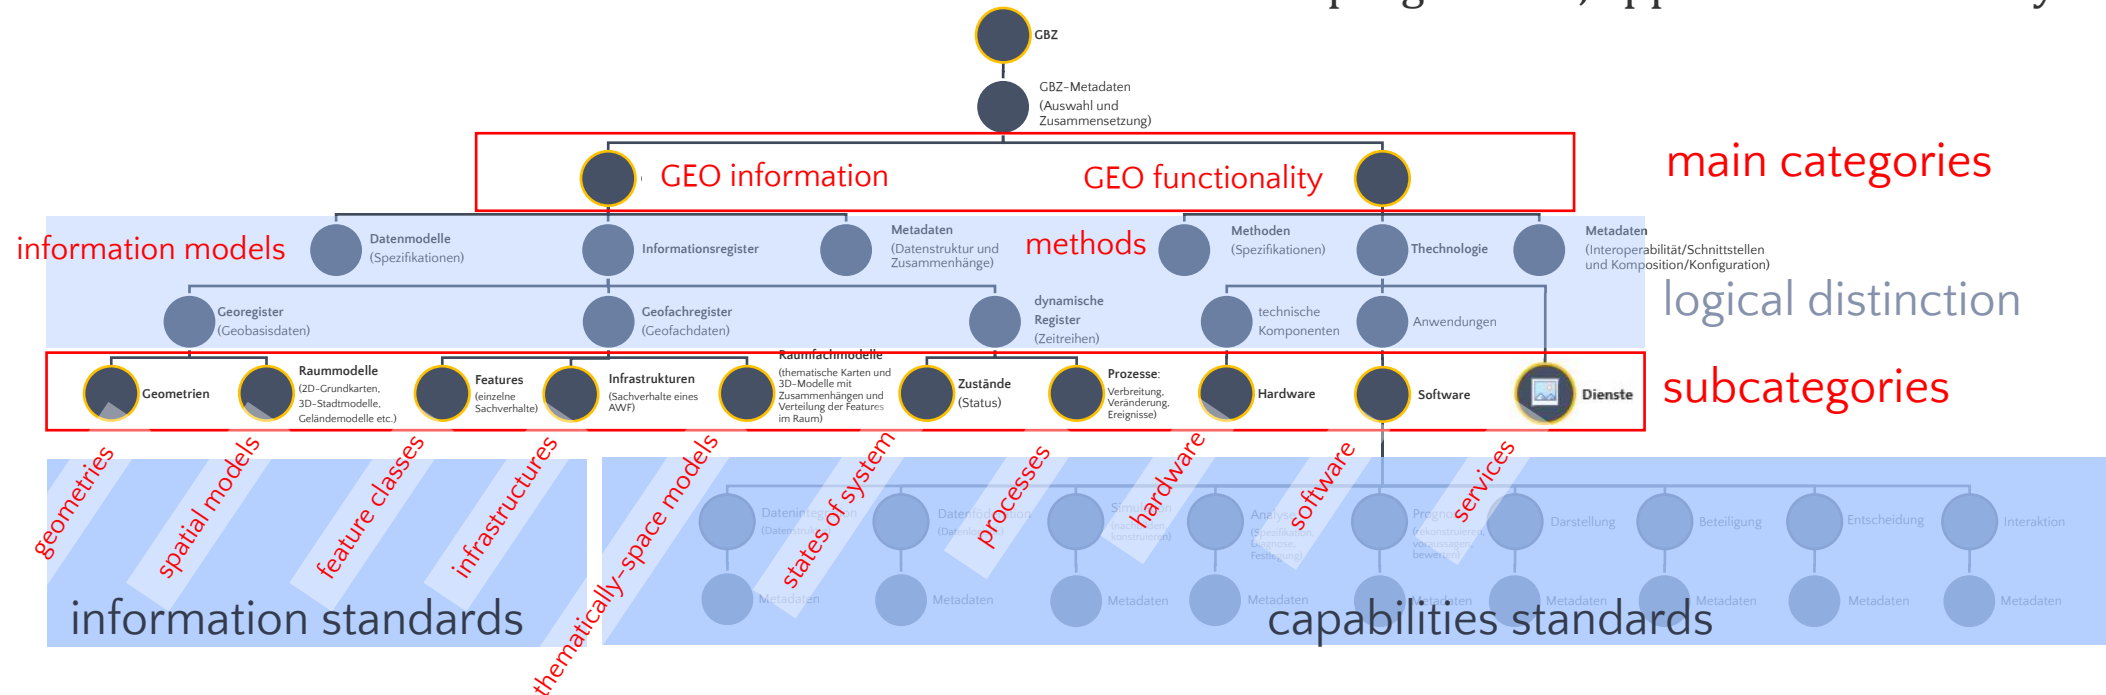 GBZ
GBZ-Metadaten
(Auswahl und
Zusammensetzung)
GEO information
GEO functionality
main categories
information models
Datenmodelle
(Spezifikationen)
Informationsregister
Metadaten
(Datenstruktur und
Zusammenhänge)
methods
Methoden
(Spezifikationen)
Thechnologie
Metadaten
(Interoperabilität/Schnittstellen
und Komposition/Konfiguration)
logical distinction
Georegister
(Geobasisdaten)
Geofachregister
(Geofachdaten)
dynamische
Register
(Zeitreihen)
technische
Komponenten
Anwendungen
Geometrien
Raummodelle
(2D-Grundkarten,
3D-Stadtmodelle,
Geländemodelle etc.)
Features
(einzelne
Sachverhalte)
Infrastrukturen
(Sachverhalte eines
AWF)
Raumfachmodelle
(thematische Karten und
3D-Modelle mit
Zusammenhängen und
Verteilung der Features
im Raum)
Zustände
(Status)
Prozesse:
Verbreitung,
Veränderung,
Ereignisse)
Hardware
Software
Dienste
subcategories
geometries
spatial models
feature classes
infrastructures
thematically-space models
states of system
processes
hardware
software
services
Darstellung
Beteiligung
Entscheidung
Interaktion
Metadaten
Metadaten
Metadaten
Metadaten
Metadaten
Metadaten
Metadaten
Metadaten
Metadaten
information standards
capabilities standards